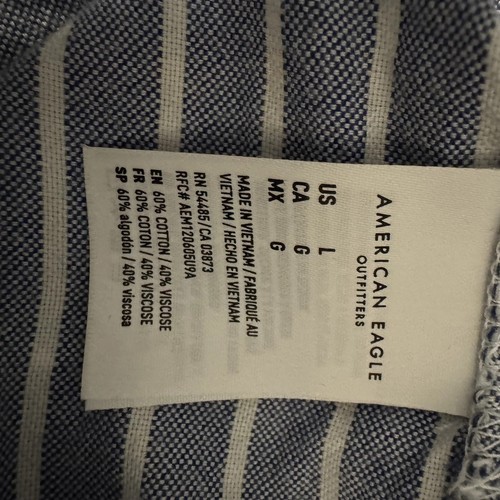 AMERICAN EAGLE
OUTFITTERS
US L
CA G
MX G
MADE IN VIETNAM / FABRIQUÉ AU
VIETNAM / HECHO EN VIETNAM
RN 54485 / CA 03873
RFC# AEM120605U9A
EN 60% COTTON / 40% VISCOSE
FR 60% COTON / 40% VISCOSE
SP 60% algodón / 40% viscosa